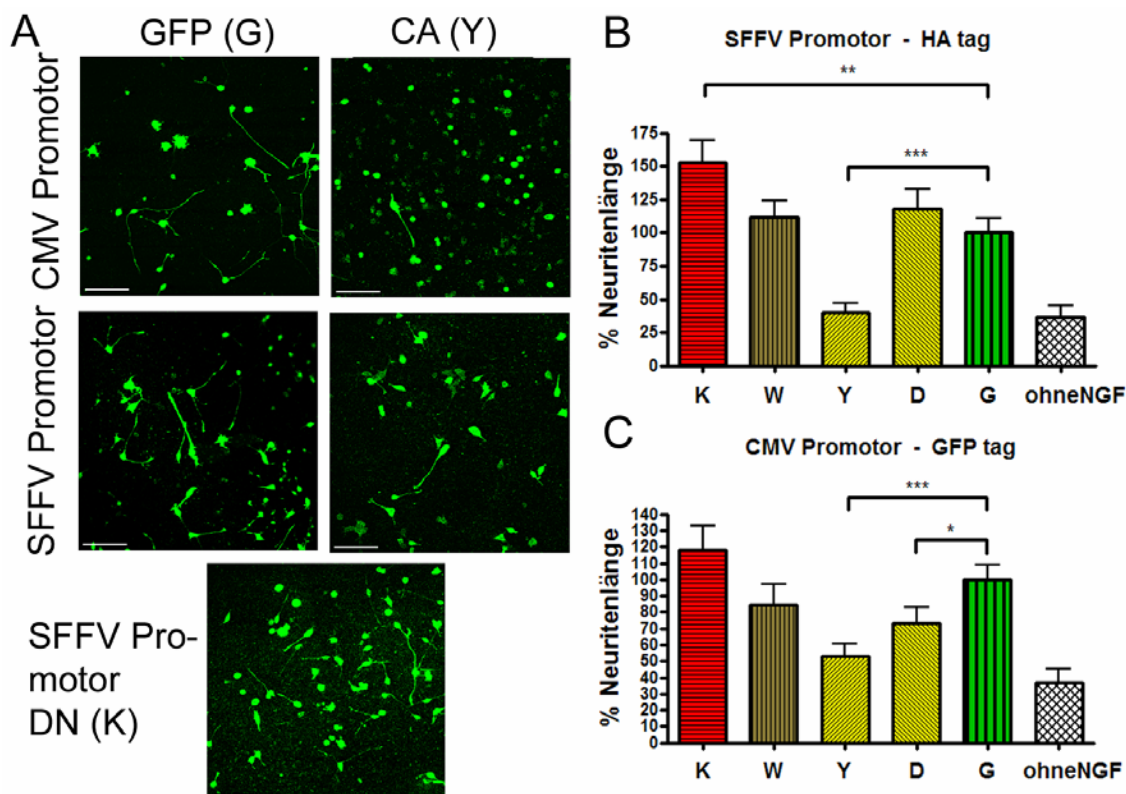 A
GFP (G)
CA (Y)
CMV Promotor
SFFV Promotor
SFFV Pro-
motor
DN (K)
B
SFFV Promotor - HA tag
**
***
% Neuritenlänge
175
150
125
100
75
50
25
0
K W Y D G ohneNGF
C
CMV Promotor - GFP tag
***
*
% Neuritenlänge
140
130
120
110
100
90
80
70
60
50
40
30
20
10
0
K W Y D G ohneNGF